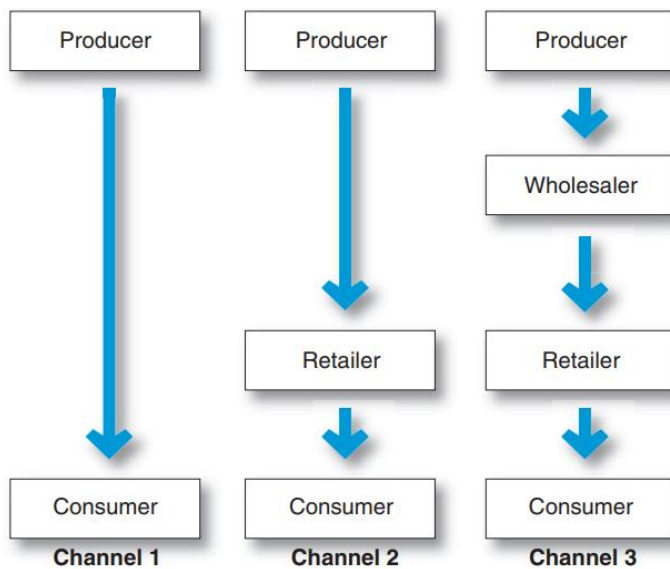 Producer
Producer
Producer
Wholesaler
Retailer
Retailer
Consumer
Consumer
Consumer
Channel 1
Channel 2
Channel 3